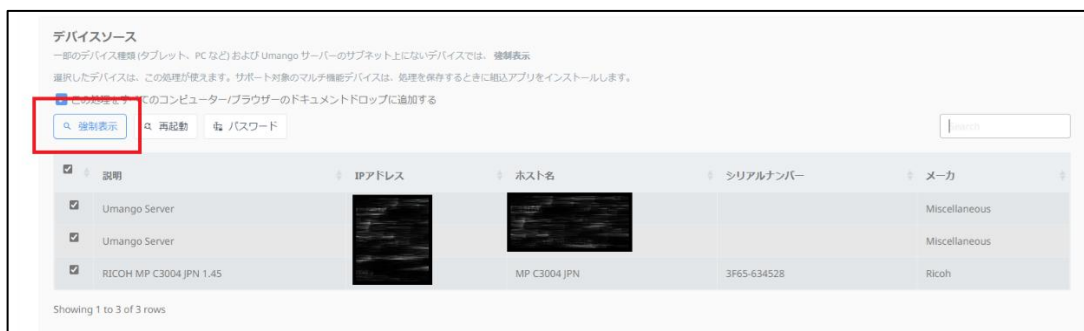 デバイスソース
一部のデバイス種類 (タブレット、PC など) および Umango サーバーのサブネット上にないデバイスでは、 強制表示
選択したデバイスは、この処理が使えます。サポート対象のマルチ機能デバイスは、処理を保存するときに組込アプリをインストールします。
この処理をすべてのコンピューター/ブラウザーのドキュメントドロップに追加する
強制表示 再起動 パスワード Search
説明 IPアドレス ホスト名 シリアルナンバー メーカ
Umango Server Miscellaneous
Umango Server Miscellaneous
RICOH MP C3004 JPN 1.45 MP C3004 JPN 3F65-634528 Ricoh
Showing 1 to 3 of 3 rows